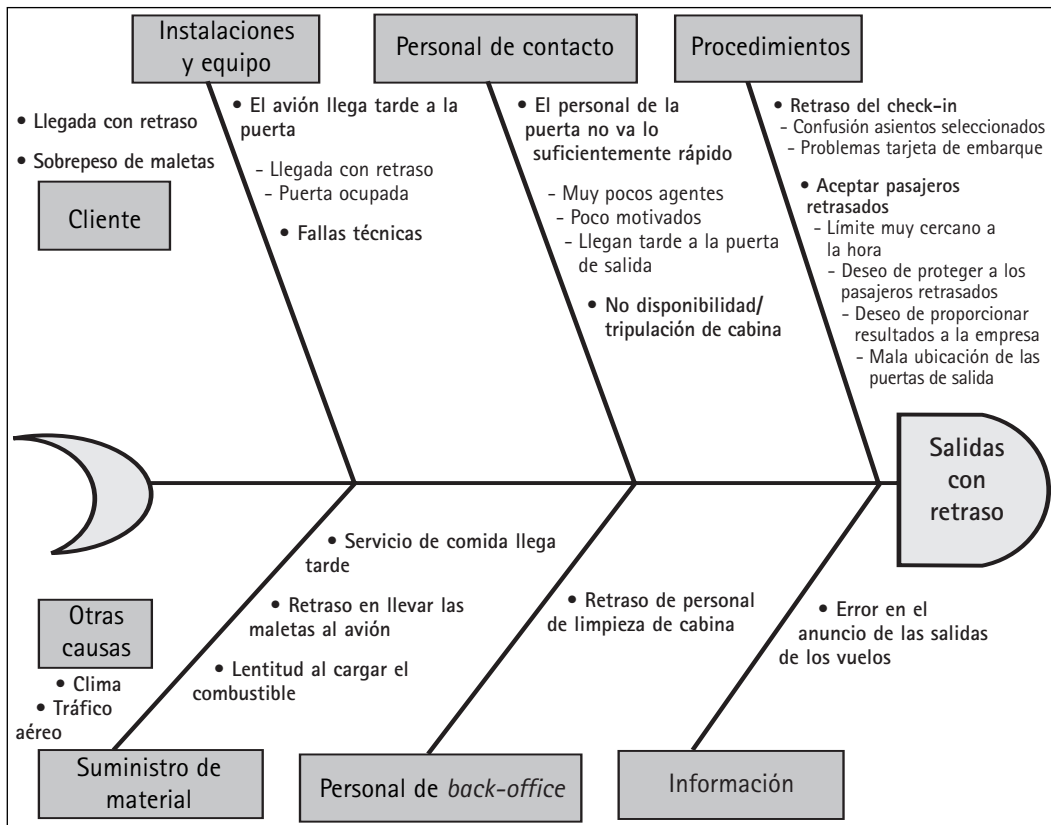 Instalaciones
y equipo
Personal de contacto
Procedimientos
• Llegada con retraso
• Sobrepeso de maletas
Cliente
• El avión llega tarde a la
puerta
- Llegada con retraso
- Puerta ocupada
• Fallas técnicas
• El personal de la
puerta no va lo
suficientemente rápido
- Muy pocos agentes
- Poco motivados
- Llegan tarde a la puerta
de salida
• No disponibilidad/
tripulación de cabina
• Retraso del check-in
- Confusión asientos seleccionados
- Problemas tarjeta de embarque
• Aceptar pasajeros
retrasados
- Límite muy cercano a
la hora
- Deseo de proteger a los
pasajeros retrasados
- Deseo de proporcionar
resultados a la empresa
- Mala ubicación de las
puertas de salida
Salidas
con
retraso
Otras
causas
• Clima
• Tráfico
aéreo
• Servicio de comida llega
tarde
• Retraso en llevar las
maletas al avión
• Lentitud al cargar el
combustible
Suministro de
material
• Retraso de personal
de limpieza de cabina
Personal de back-office
• Error en el
anuncio de las salidas
de los vuelos
Información